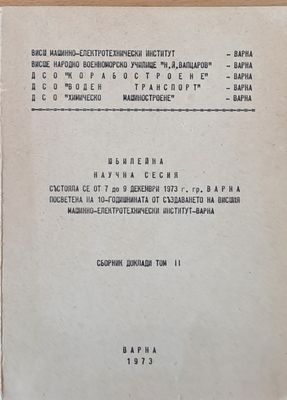 ВИСШ МАШИННО-ЕЛЕКТРОТЕХНИЧЕСКИ ИНСТИТУТ - ВАРНА
ВИСШЕ НАРОДНО ВОЕННОМОРСКО УЧИЛИЩЕ "Н.Й.ВАПЦАРОВ" - ВАРНА
ДСО "КОРАБОСТРОЕНЕ" - ВАРНА
ДСО "ВОДЕН ТРАНСПОРТ" - ВАРНА
ДСО "ХИМИЧЕСКО МАШИНОСТРОЕНЕ" - ВАРНА
ЮБИЛЕЙНА
НАУЧНА СЕСИЯ
СЪСТОЯЛА СЕ ОТ 7 до 9 ДЕКЕМВРИ 1973 г. гр. ВАРНА
ПОСВЕТЕНА НА 10-ГОДИШНИНАТА ОТ СЪЗДАВАНЕТО НА ВИСШИЯ
МАШИННО-ЕЛЕКТРОТЕХНИЧЕСКИ ИНСТИТУТ-ВАРНА
СБОРНИК ДОКЛАДИ ТОМ II
ВАРНА
1973